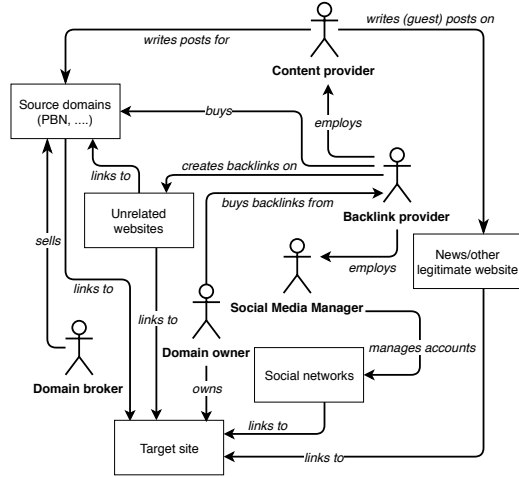 writes (guest) posts on
writes posts for
Content provider
Source domains
(PBN, ....)
buys
employs
creates backlinks on
links to
Unrelated
websites
buys backlinks from
Backlink provider
sells
News/other
legitimate website
employs
links to
links to
Social Media Manager
Domain owner
manages accounts
Domain broker
owns
Social networks
links to
Target site
links to